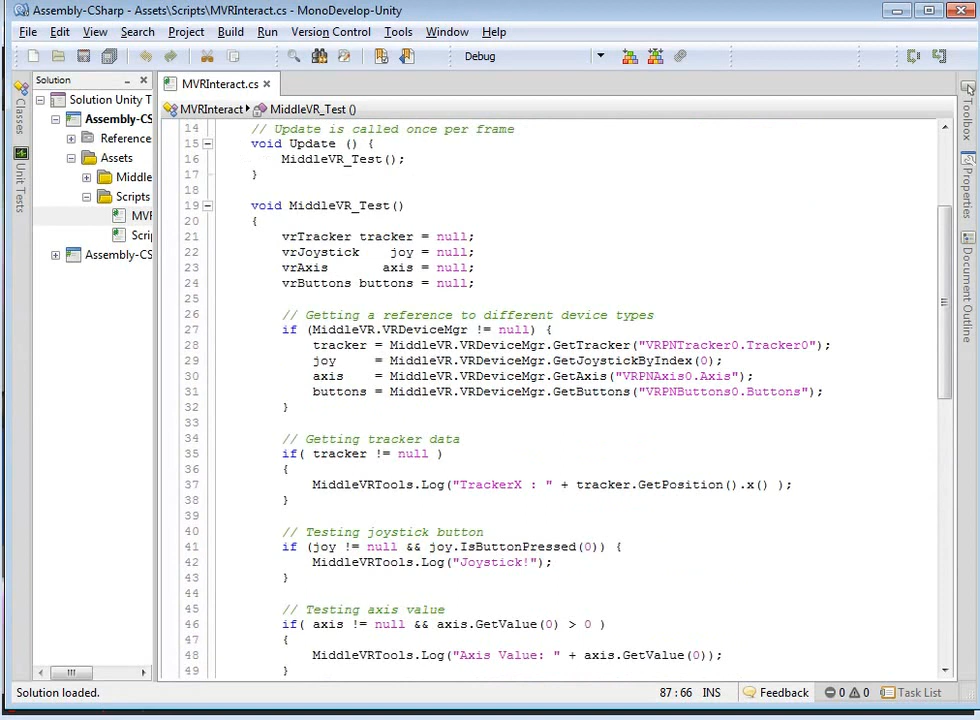 Assembly-CSharp - Assets\Scripts\MVRInteract.cs - MonoDevelop-Unity
File Edit View Search Project Build Run Version Control Tools Window Help
Debug
Solution
MVRInteract.cs
MVRInteract MiddleVR_Test ()
Classes
Unit Tests
Solution Unity T
Assembly-CS
Reference
Assets
Middle
Scripts
MVR
Scri
Assembly-CS
14 // Update is called once per frame
15 void Update () {
16 MiddleVR_Test();
17 }
18
19 void MiddleVR_Test()
20 {
21 vrTracker tracker = null;
22 vrJoystick joy = null;
23 vrAxis axis = null;
24 vrButtons buttons = null;
25
26 // Getting a reference to different device types
27 if (MiddleVR.VRDeviceMgr != null) {
28 tracker = MiddleVR.VRDeviceMgr.GetTracker("VRPNTracker0.Tracker0");
29 joy = MiddleVR.VRDeviceMgr.GetJoystickByIndex(0);
30 axis = MiddleVR.VRDeviceMgr.GetAxis("VRPNAxis0.Axis");
31 buttons = MiddleVR.VRDeviceMgr.GetButtons("VRPNButtons0.Buttons");
32 }
33
34 // Getting tracker data
35 if( tracker != null )
36 {
37 MiddleVRTools.Log("TrackerX : " + tracker.GetPosition().x() );
38 }
39
40 // Testing joystick button
41 if (joy != null && joy.IsButtonPressed(0)) {
42 MiddleVRTools.Log("Joystick!");
43 }
44
45 // Testing axis value
46 if( axis != null && axis.GetValue(0) > 0 )
47 {
48 MiddleVRTools.Log("Axis Value: " + axis.GetValue(0));
49 }
Toolbox
Properties
Document Outline
Solution loaded. 87 : 66 INS Feedback 0 0 Task List